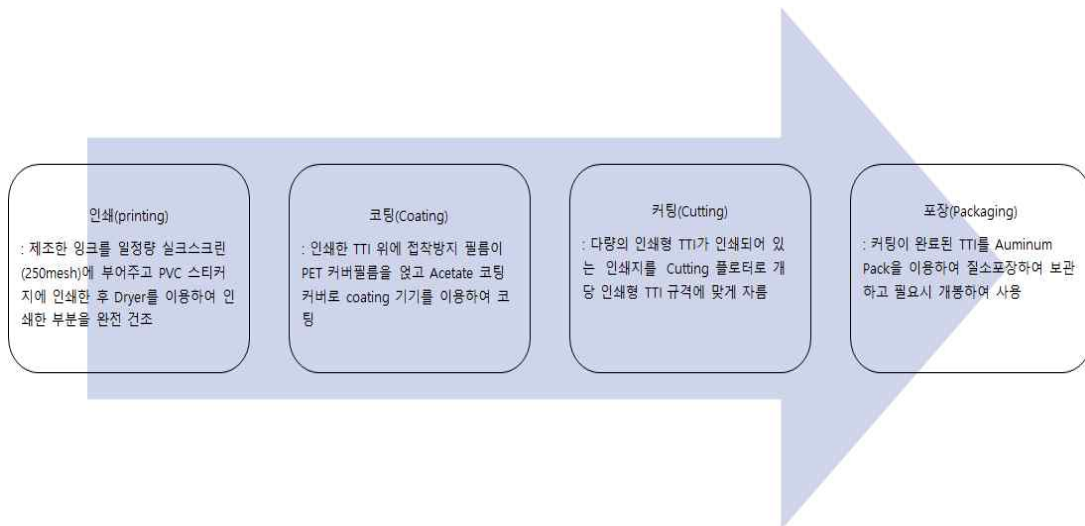 인쇄(printing)
: 제조한 잉크를 일정량 실크스크린
(250mesh)에 부어주고 PVC 스티커
지에 인쇄한 후 Dryer를 이용하여 인
쇄한 부분을 완전 건조
코팅(Coating)
: 인쇄한 TTI 위에 접착방지 필름이
PET 커버필름을 얹고 Acetate 코팅
커버로 coating 기기를 이용하여 코
팅
커팅(Cutting)
: 다량의 인쇄형 TTI가 인쇄되어 있
는 인쇄지를 Cutting 플로터로 개
당 인쇄형 TTI 규격에 맞게 자름
포장(Packaging)
: 커팅이 완료된 TTI를 Auminum
Pack을 이용하여 질소포장하여 보관
하고 필요시 개봉하여 사용